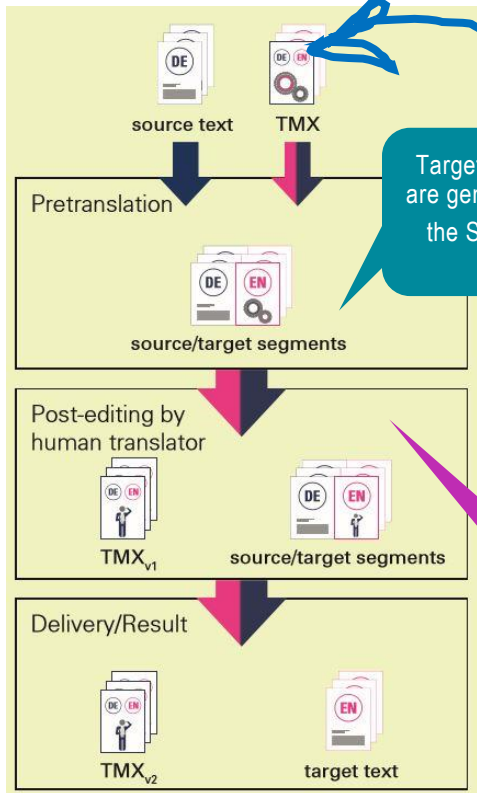 DE
DE EN
source text TMX
Target
are ger
the S
Pretranslation
DE EN
source/target segments
Post-editing by
human translator
DE EN
DE EN
TMXv1 source/target segments
Delivery/Result
DE EN
EN
TMXv2 target text